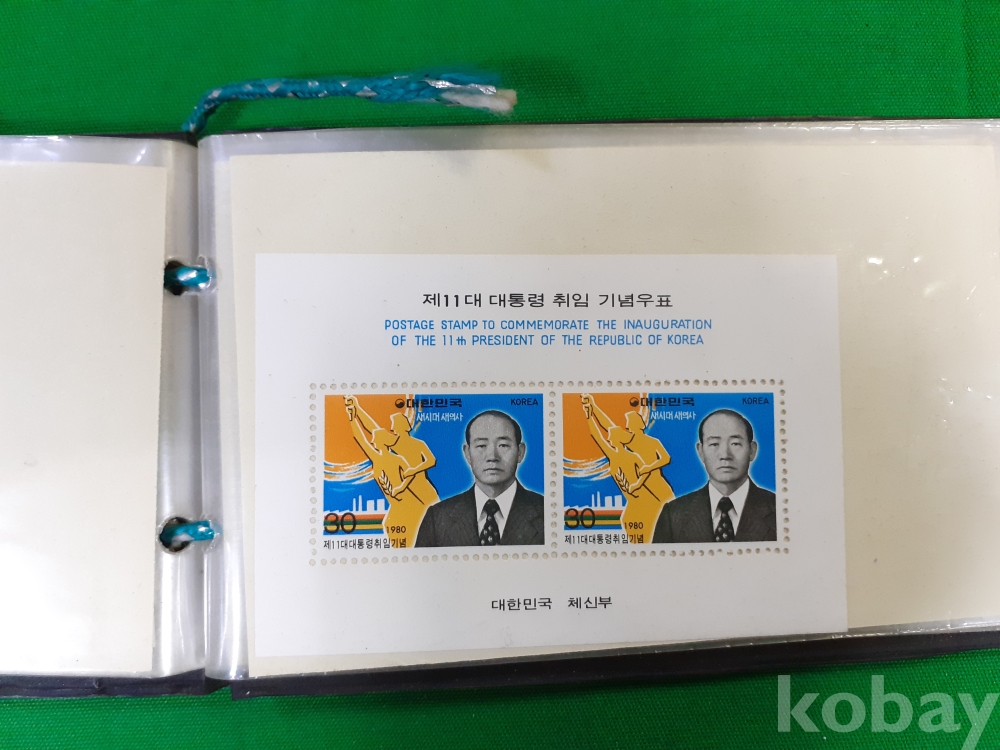 제11대 대통령 취임 기념우표
POSTAGE STAMP TO COMMEMORATE THE INAUGURATION
OF THE 11th PRESIDENT OF THE REPUBLIC OF KOREA
대한민국 KOREA
새시대 새역사
30 1980
제11대대통령취임기념
대한민국 KOREA
새시대 새역사
30 1980
제11대대통령취임기념
대한민국 체신부
kobay